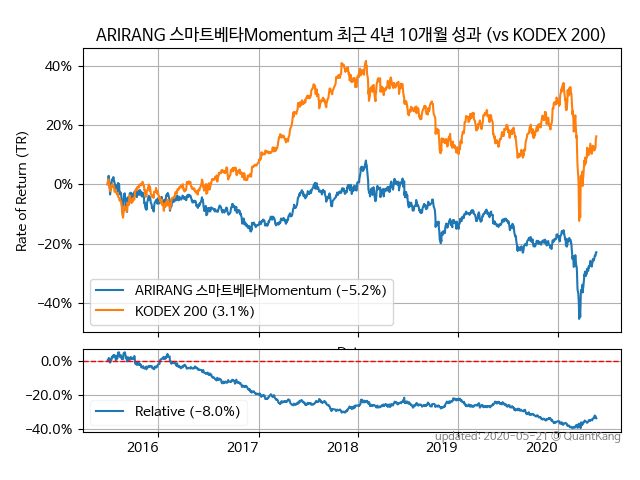 ARIRANG 스마트베타Momentum 최근 4년 10개월 성과 (vs KODEX 200)
Rate of Return (TR)
40%
20%
0%
−20%
−40%
ARIRANG 스마트베타Momentum (−5.2%)
KODEX 200 (3.1%)
0.0%
−20.0%
−40.0%
Relative (−8.0%)
updated: 2020-05-21 @ QuantKang
2016 2017 2018 2019 2020